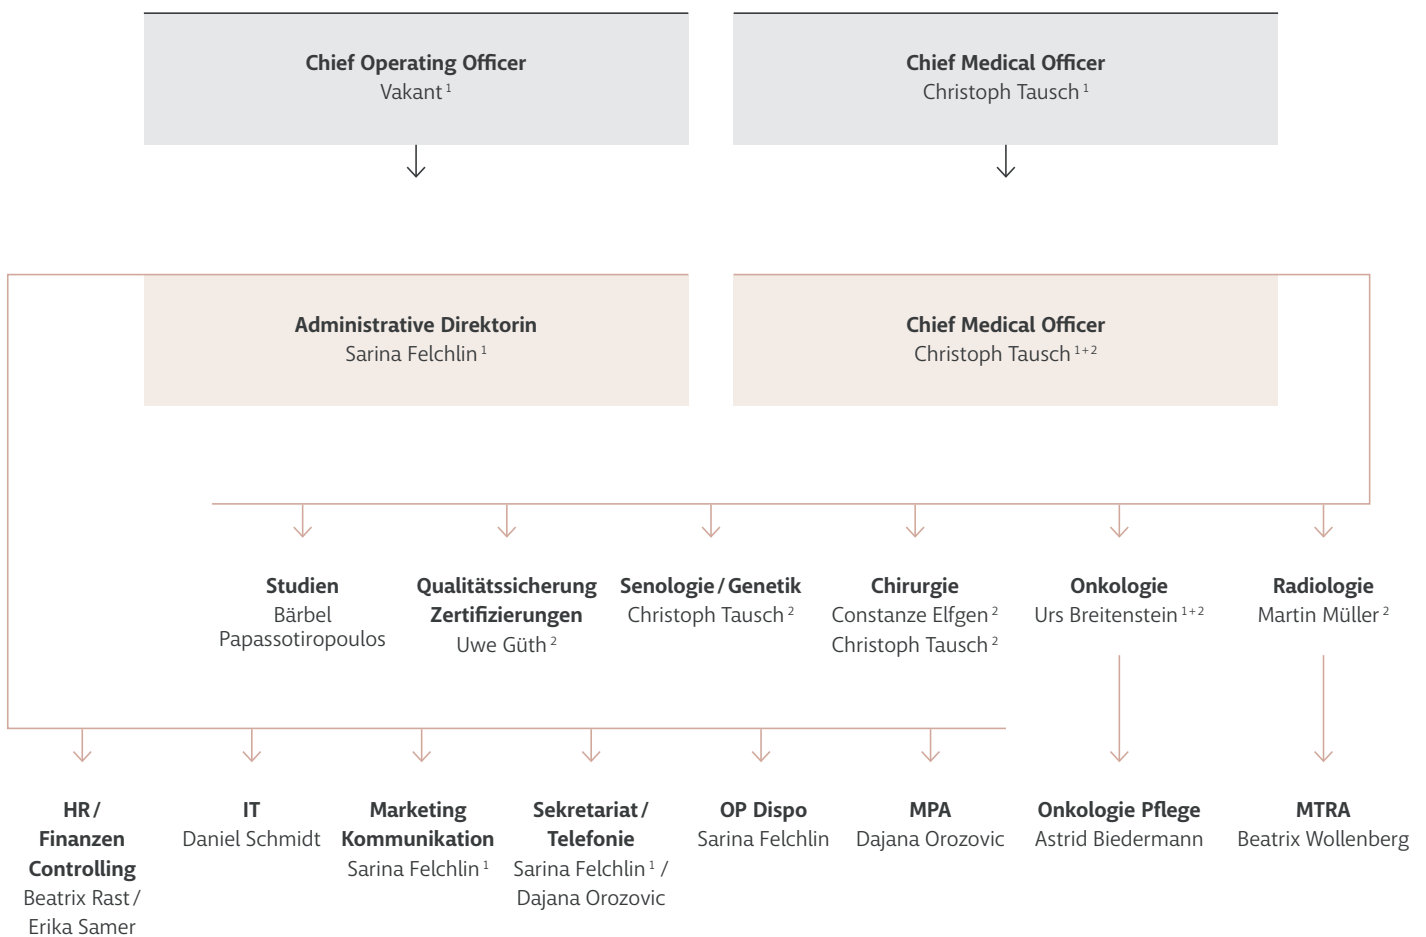 Chief Operating Officer
Vakant 1
Chief Medical Officer
Christoph Tausch 1
Administrative Direktorin
Sarina Felchlin 1
Chief Medical Officer
Christoph Tausch 1+2
Studien
Bärbel
Papassotiropoulos
Qualitätssicherung
Zertifizierungen
Uwe Güth 2
Senologie / Genetik
Christoph Tausch 2
Chirurgie
Constanze Elfgen 2
Christoph Tausch 2
Onkologie
Urs Breitenstein 1+2
Radiologie
Martin Müller 2
HR /
Finanzen
Controlling
Beatrix Rast /
Erika Samer
IT
Daniel Schmidt
Marketing
Kommunikation
Sarina Felchlin 1
Sekretariat /
Telefonie
Sarina Felchlin 1 /
Dajana Orozovic
OP Dispo
Sarina Felchlin
MPA
Dajana Orozovic
Onkologie Pflege
Astrid Biedermann
MTRA
Beatrix Wollenberg